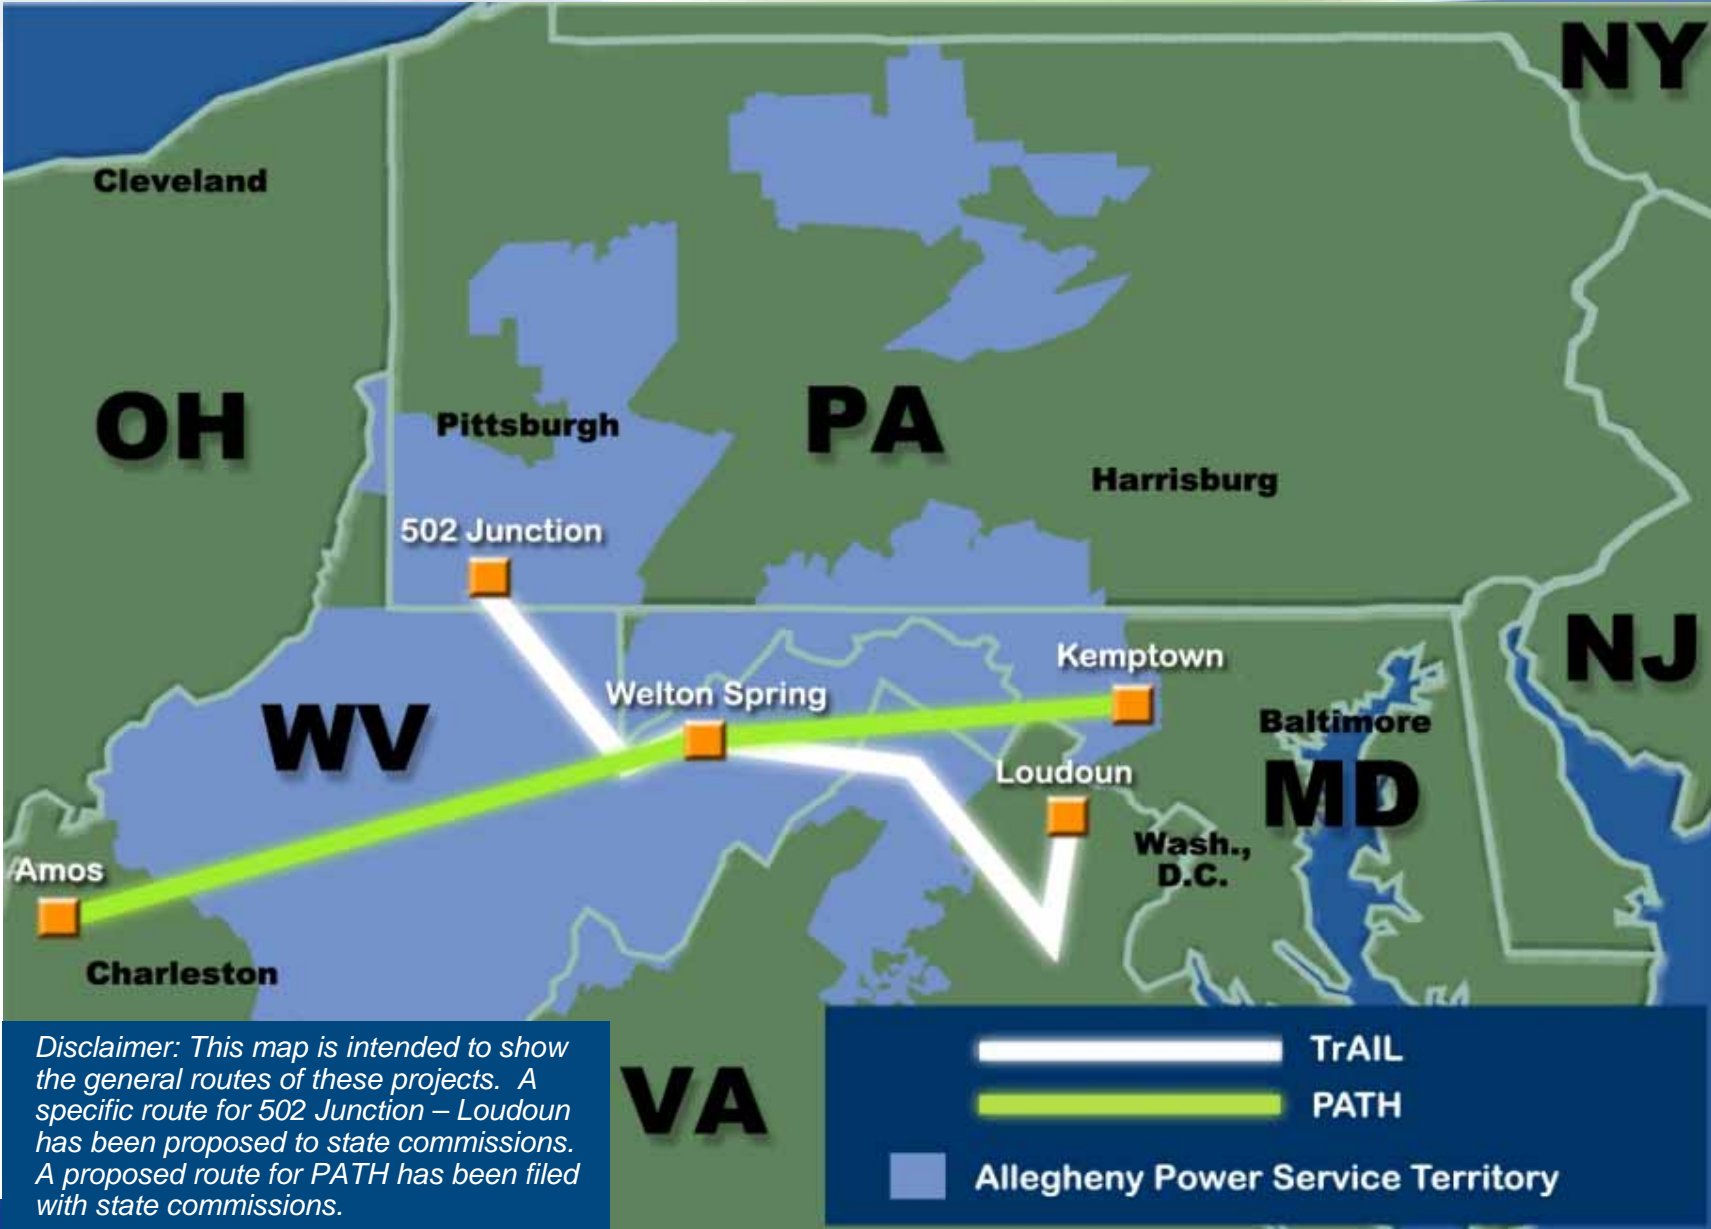 NY
Cleveland
OH
Pittsburgh
PA
Harrisburg
502 Junction
NJ
Kemptown
Welton Spring
WV
Baltimore
Loudoun
MD
Wash.,
D.C.
Amos
Charleston
Disclaimer: This map is intended to show
the general routes of these projects.  A
specific route for 502 Junction – Loudoun
has been proposed to state commissions.
A proposed route for PATH has been filed
with state commissions.
VA
TrAIL
PATH
Allegheny Power Service Territory